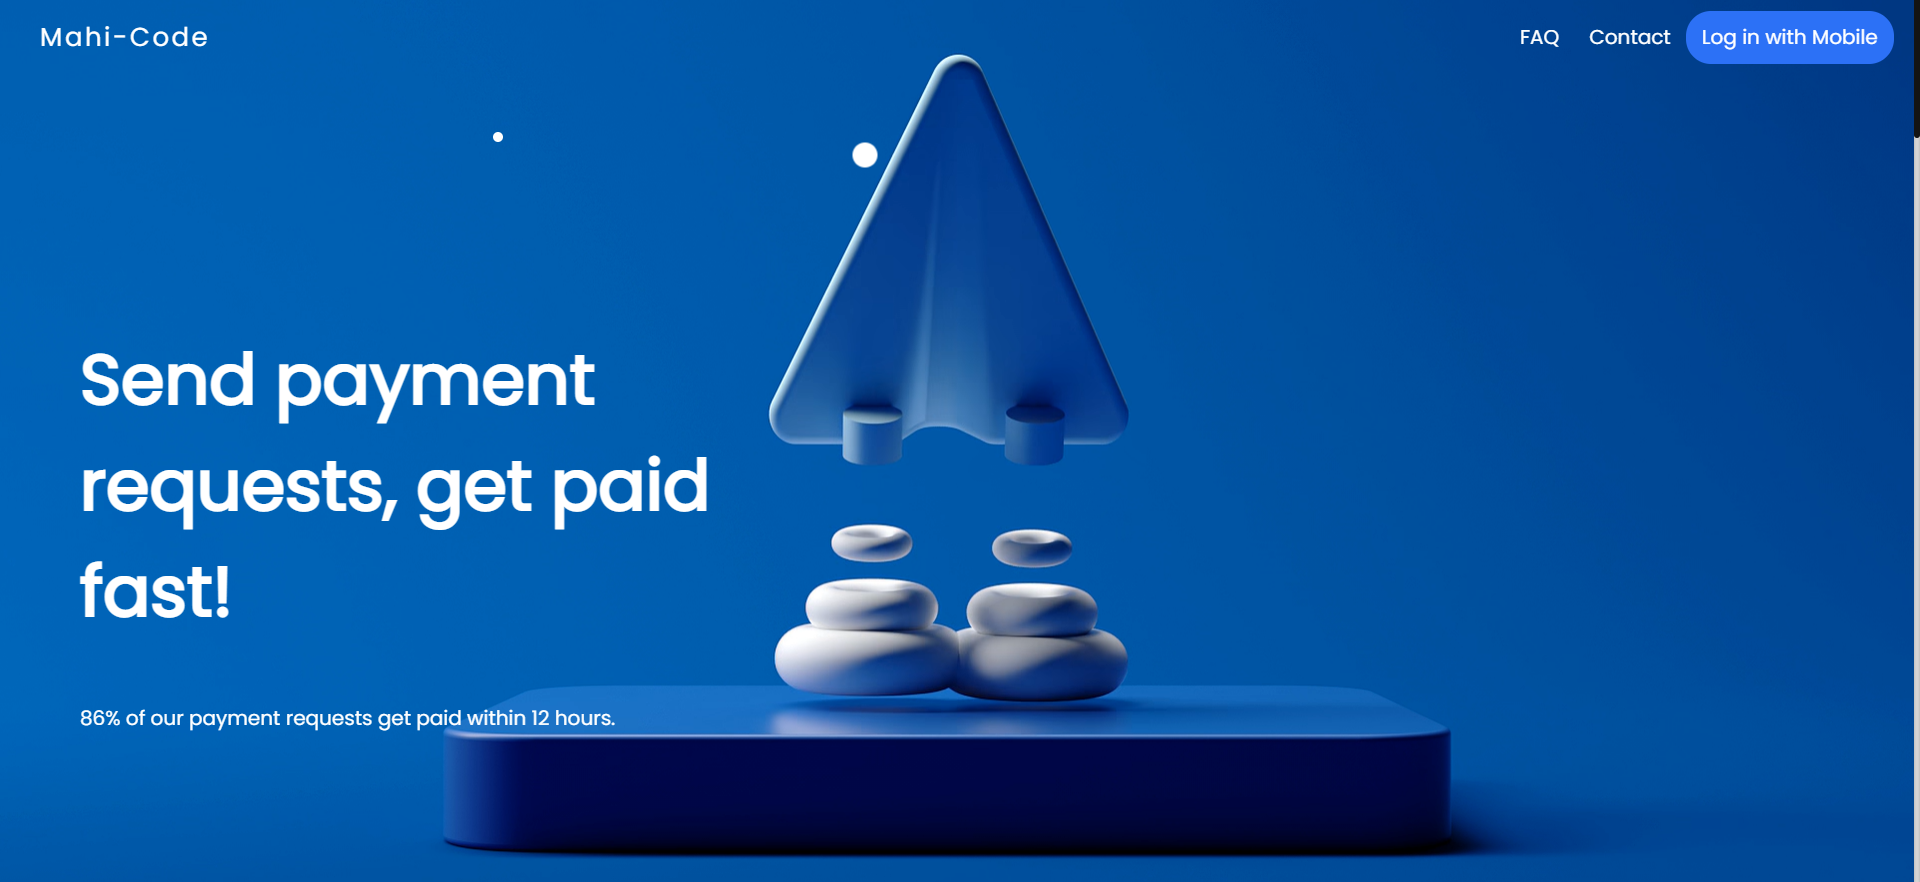 Mahi-Code
FAQ
Contact
Log in with Mobile
Send payment
requests, get paid
fast!
86% of our payment requests get paid within 12 hours.